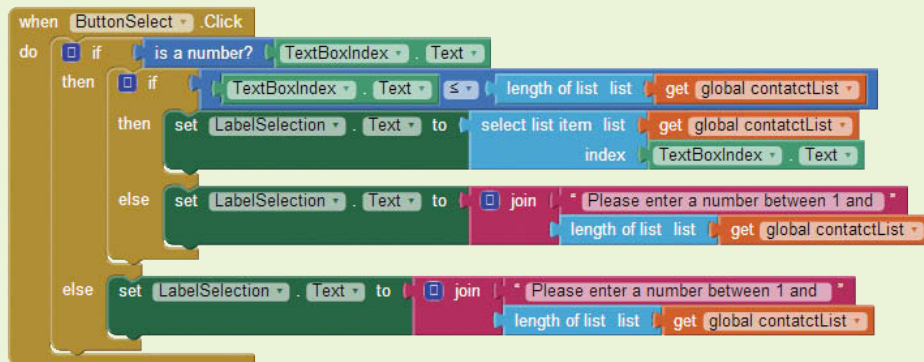 when ButtonSelect .Click
do if is a number? TextBoxIndex . Text
then if TextBoxIndex . Text ≤ length of list list get global contatctList
then set LabelSelection . Text to select list item list get global contatctList
index TextBoxIndex . Text
else set LabelSelection . Text to join " Please enter a number between 1 and "
length of list list get global contatctList
else set LabelSelection . Text to join " Please enter a number between 1 and "
length of list list get global contatctList